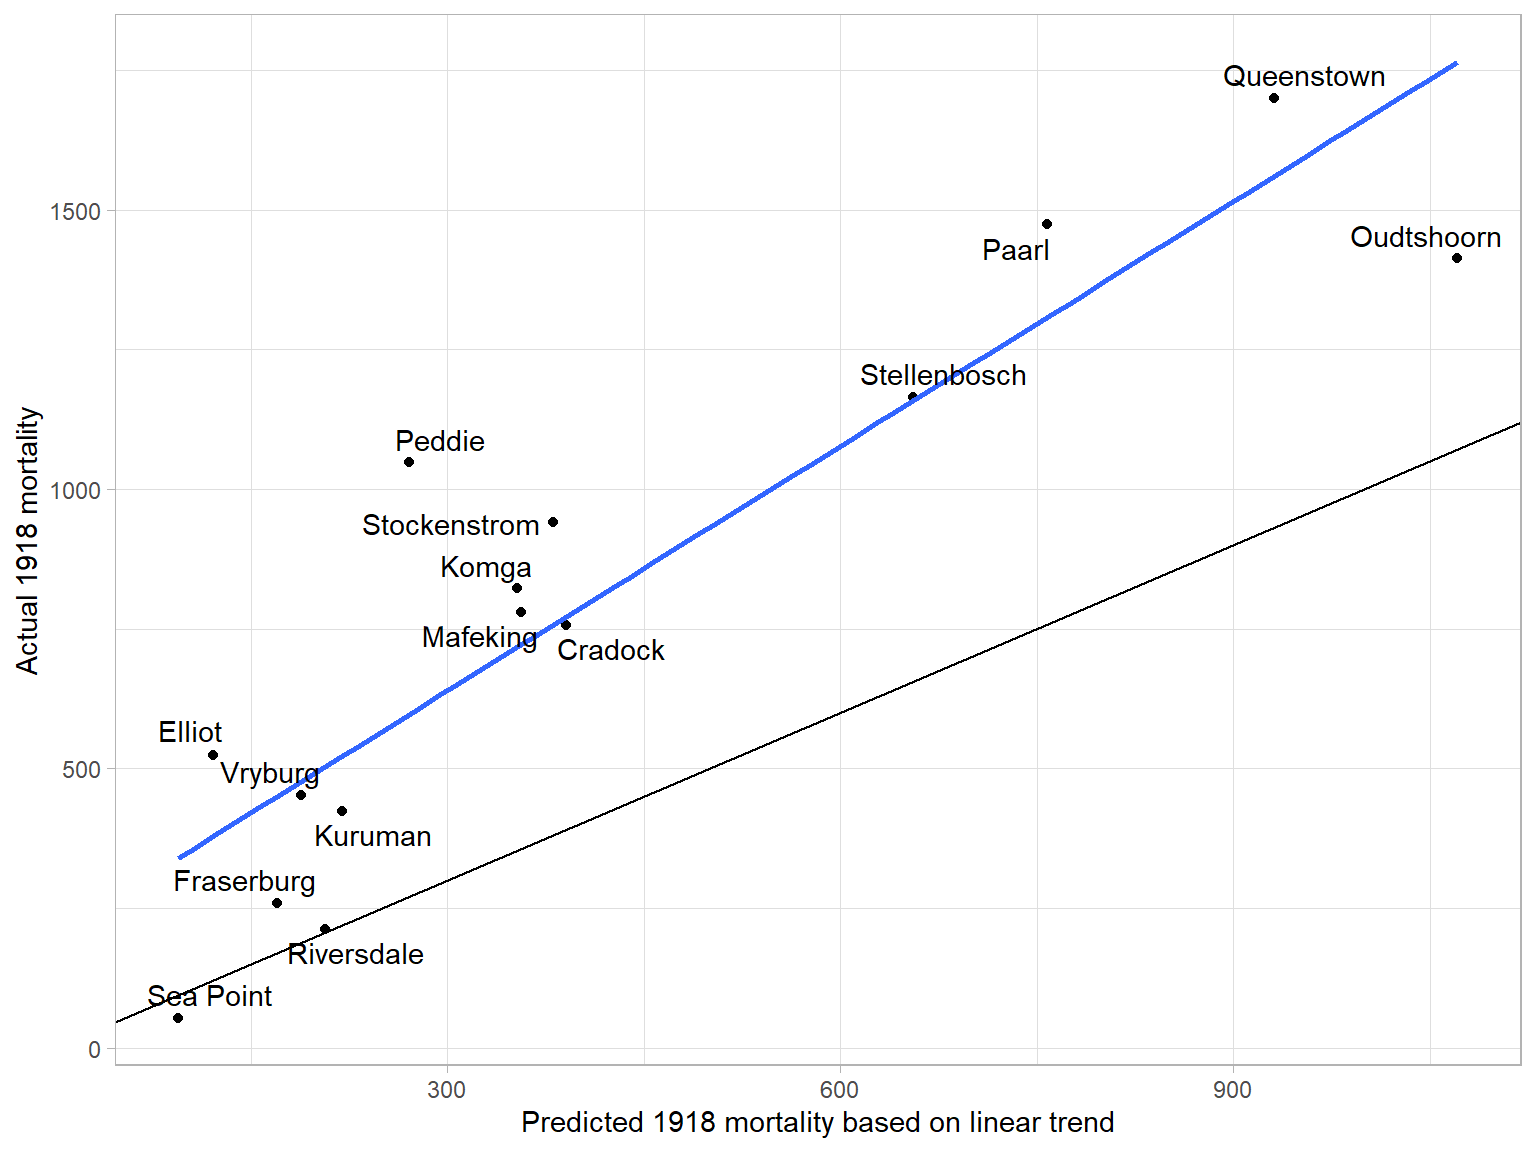 Queenstown
1500
Oudtshoorn
Paarl
Stellenbosch
Peddie
1000
Stockenstrom
Komga
Mafeking
Cradock
Elliot
500
Vryburg
Kuruman
Fraserburg
Riversdale
Sea Point
0
300
600
900
Predicted 1918 mortality based on linear trend
Actual 1918 mortality